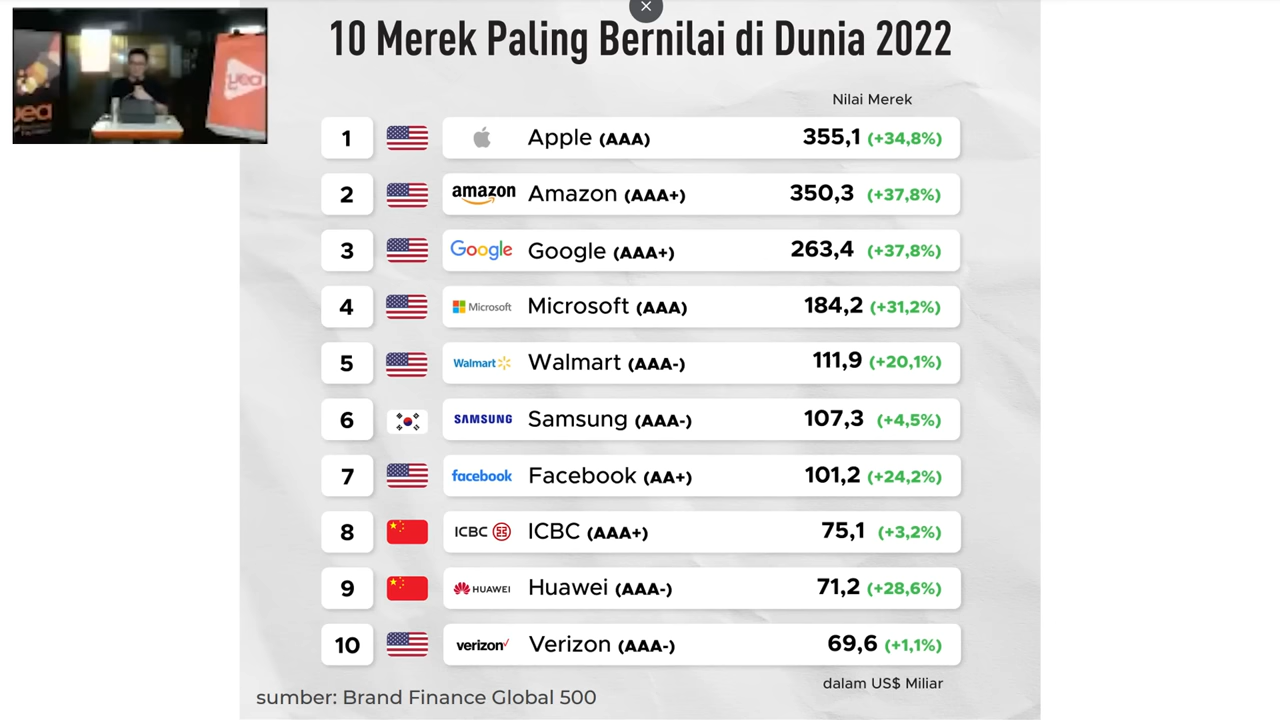 10 Merek Paling Bernilai di Dunia 2022
uea
uea
Nilai Merek
1 Apple (AAA) 355,1 (+34,8%)
2 amazon Amazon (AAA+) 350,3 (+37,8%)
3 Google Google (AAA+) 263,4 (+37,8%)
4 Microsoft Microsoft (AAA) 184,2 (+31,2%)
5 Walmart Walmart (AAA-) 111,9 (+20,1%)
6 SAMSUNG Samsung (AAA-) 107,3 (+4,5%)
7 facebook Facebook (AA+) 101,2 (+24,2%)
8 ICBC ICBC (AAA+) 75,1 (+3,2%)
9 HUAWEI Huawei (AAA-) 71,2 (+28,6%)
10 verizon Verizon (AAA-) 69,6 (+1,1%)
dalam US$ Miliar
sumber: Brand Finance Global 500